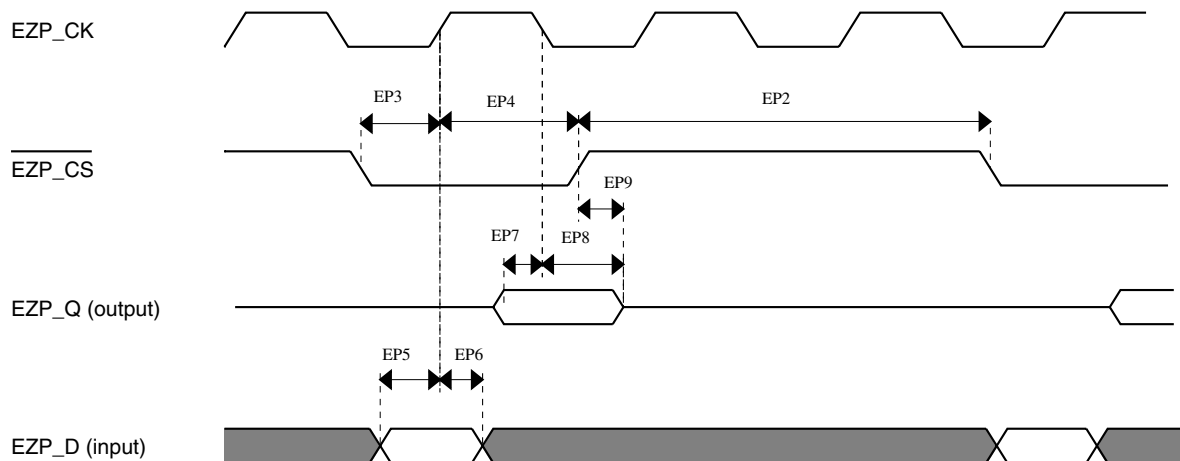 EZP_CK
EP3
EP4
EP2
EZP_CS
EP9
EP7
EP8
EZP_Q (output)
EP5
EP6
EZP_D (input)